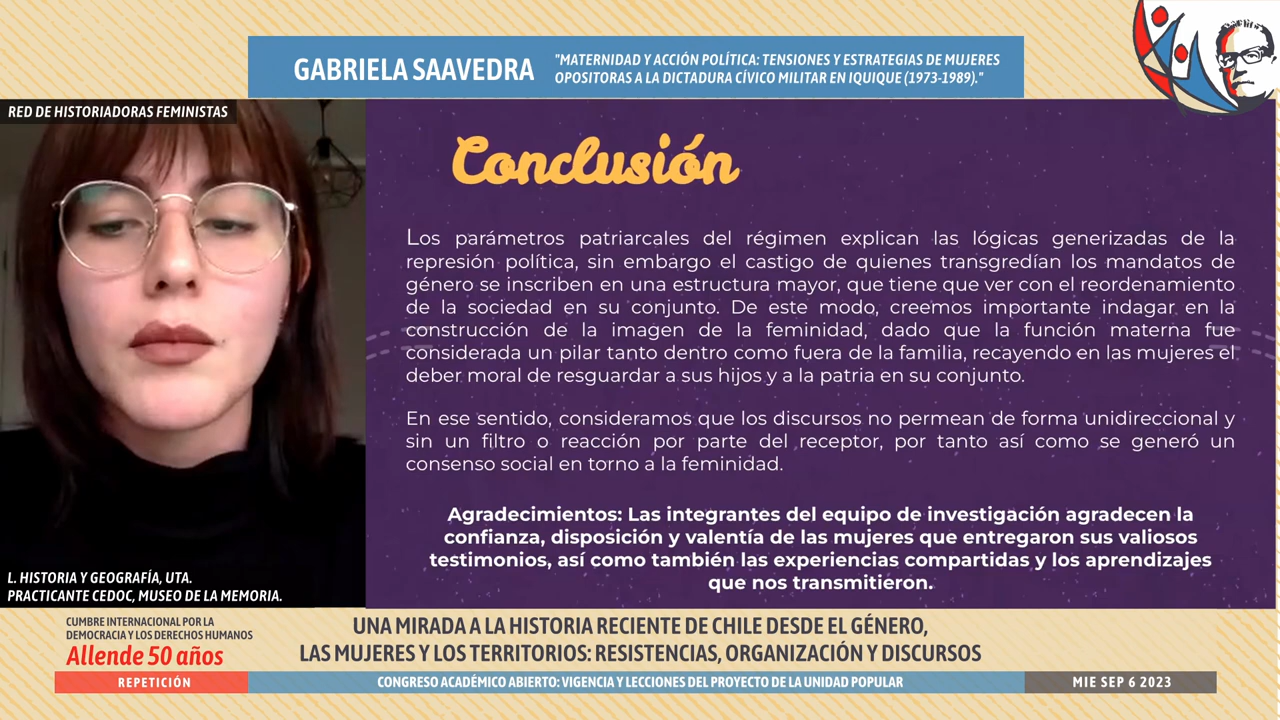 GABRIELA SAAVEDRA
"MATERNIDAD Y ACCIÓN POLÍTICA: TENSIONES Y ESTRATEGIAS DE MUJERES
OPOSITORAS A LA DICTADURA CÍVICO MILITAR EN IQUIQUE (1973-1989)."
RED DE HISTORIADORAS FEMINISTAS
Conclusión
Los parámetros patriarcales del régimen explican las lógicas generizadas de la
represión política, sin embargo el castigo de quienes transgredían los mandatos de
género se inscriben en una estructura mayor, que tiene que ver con el reordenamiento
de la sociedad en su conjunto. De este modo, creemos importante indagar en la
construcción de la imagen de la feminidad, dado que la función materna fue
considerada un pilar tanto dentro como fuera de la familia, recayendo en las mujeres el
deber moral de resguardar a sus hijos y a la patria en su conjunto.
En ese sentido, consideramos que los discursos no permean de forma unidireccional y
sin un filtro o reacción por parte del receptor, por tanto así como se generó un
consenso social en torno a la feminidad.
Agradecimientos: Las integrantes del equipo de investigación agradecen la
confianza, disposición y valentía de las mujeres que entregaron sus valiosos
testimonios, así como también las experiencias compartidas y los aprendizajes
que nos transmitieron.
L. HISTORIA Y GEOGRAFÍA, UTA.
PRACTICANTE CEDOC, MUSEO DE LA MEMORIA.
CUMBRE INTERNACIONAL POR LA
DEMOCRACIA Y LOS DERECHOS HUMANOS
Allende 50 años
REPETICIÓN
UNA MIRADA A LA HISTORIA RECIENTE DE CHILE DESDE EL GÉNERO,
LAS MUJERES Y LOS TERRITORIOS: RESISTENCIAS, ORGANIZACIÓN Y DISCURSOS
CONGRESO ACADÉMICO ABIERTO: VIGENCIA Y LECCIONES DEL PROYECTO DE LA UNIDAD POPULAR
MIE SEP 6 2023